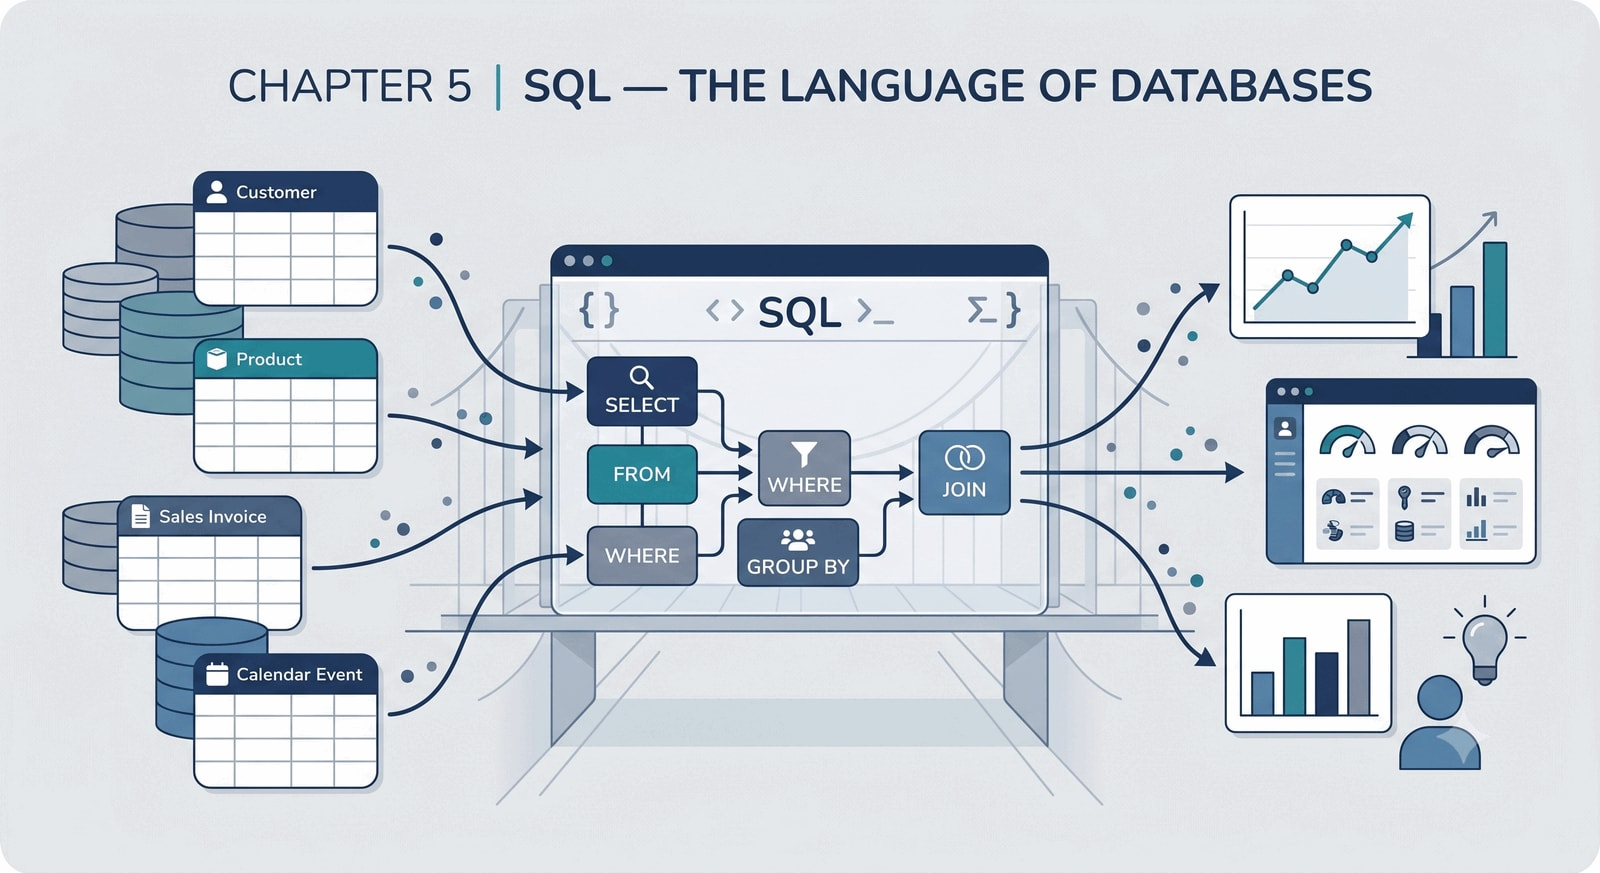 CHAPTER 5 | SQL — THE LANGUAGE OF DATABASES
Customer
Product
Sales Invoice
Calendar Event
{} <> SQL >_ Σ_}
SELECT
FROM
WHERE
WHERE
GROUP BY
JOIN